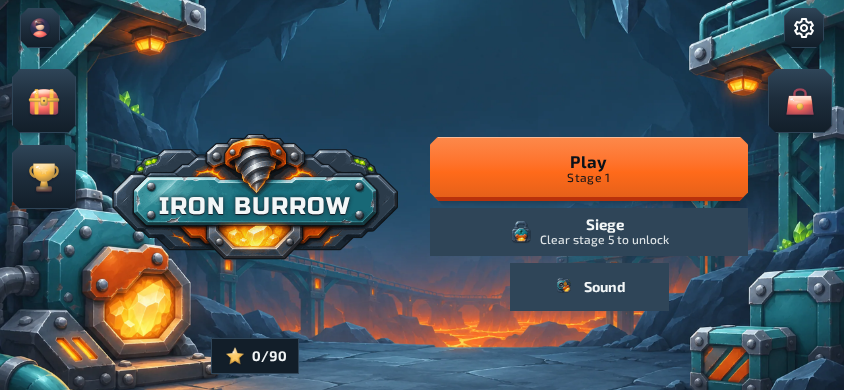 IRON BURROW
Play
Stage 1
Siege
Clear stage 5 to unlock
Sound
0/90